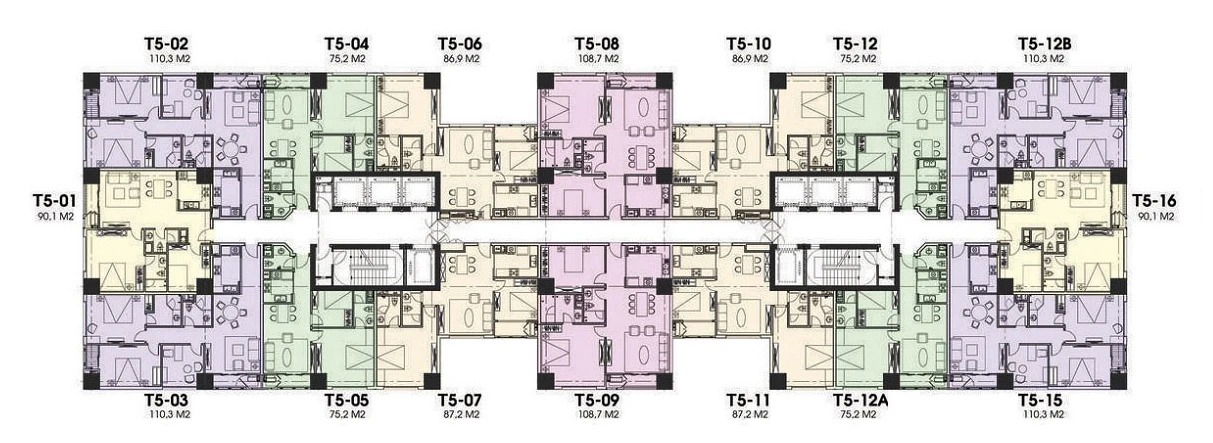 T5-02
110,3 M2
T5-04
75,2 M2
T5-06
86,9 M2
T5-08
108,7 M2
T5-10
86,9 M2
T5-12
75,2 M2
T5-12B
110,3 M2
T5-01
90,1 M2
T5-16
90,1 M2
T5-03
110,3 M2
T5-05
75,2 M2
T5-07
87,2 M2
T5-09
108,7 M2
T5-11
87,2 M2
T5-12A
75,2 M2
T5-15
110,3 M2